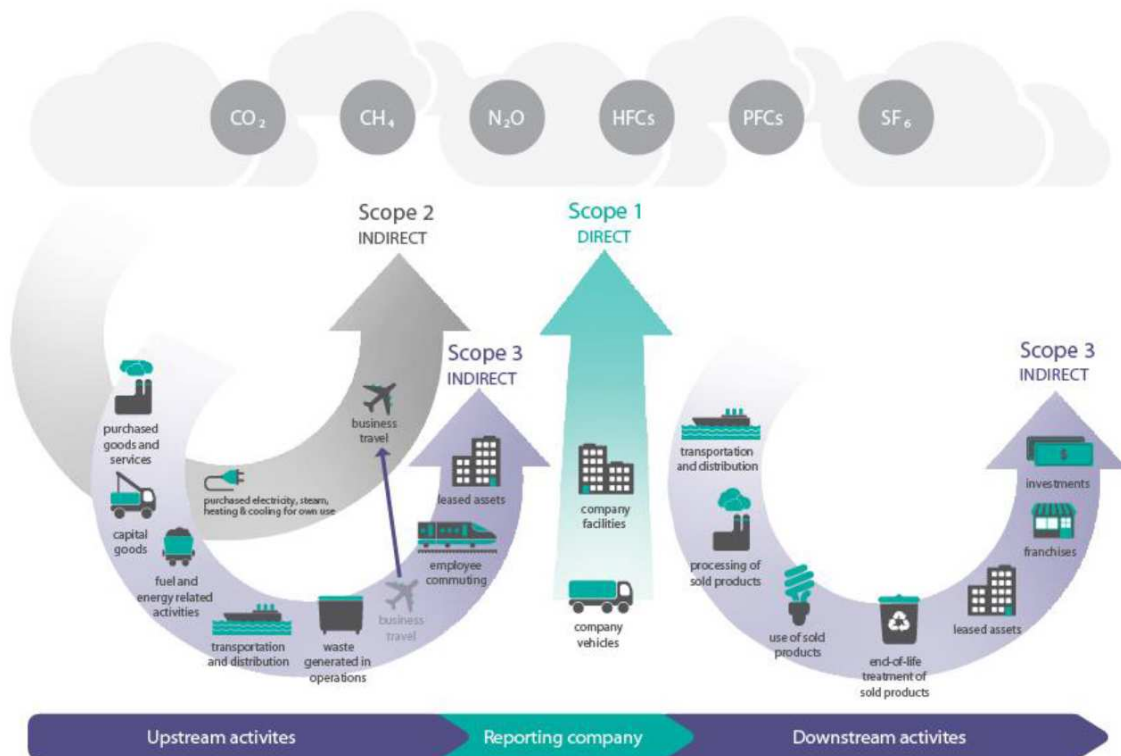 CO₂
CH₄
N₂O
HFCs
PFCs
SF₆
Scope 2
INDIRECT
Scope 1
DIRECT
Scope 3
INDIRECT
Scope 3
INDIRECT
purchased
goods and
services
capital
goods
fuel and
energy related
activities
purchased electricity, steam,
heating & cooling for own use
transportation
and distribution
waste
generated in
operations
business
travel
business
travel
employee
commuting
leased assets
company
facilities
company
vehicles
transportation
and distribution
processing of
sold products
use of sold
products
end-of-life
treatment of
sold products
leased assets
franchises
$
investments
Upstream activites
Reporting company
Downstream activites